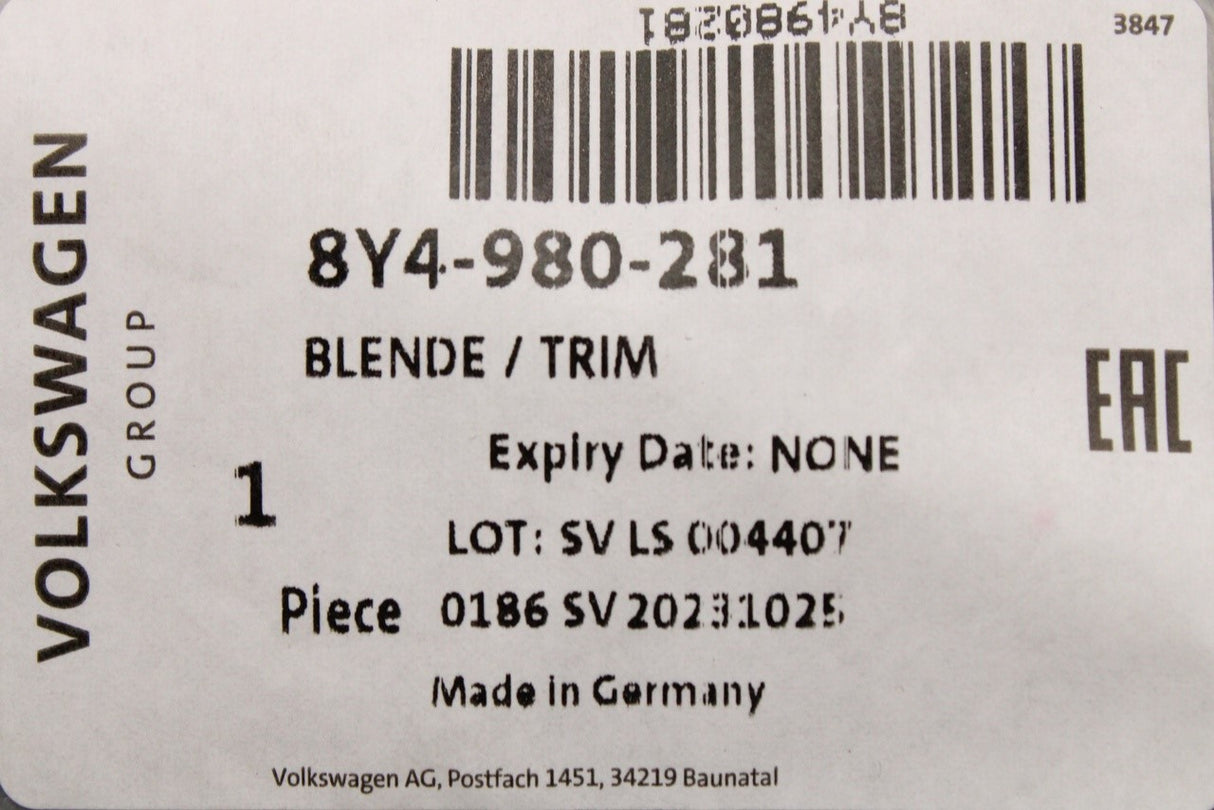 8Y4980281
3847
8Y4-980-281
BLENDE / TRIM
EAC
Expiry Date: NONE
1
LOT: SV LS 004407
Piece 0186 SV 20231025
Made in Germany
Volkswagen AG, Postfach 1451, 34219 Baunatal
VOLKSWAGEN
GROUP